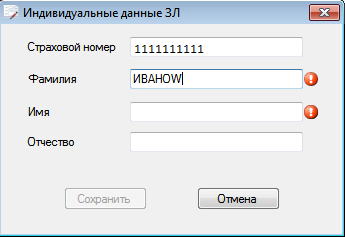 Индивидуальные данные ЗЛ
Страховой номер 1111111111
Фамилия ИВАНОW
Имя
Отчество
Сохранить Отмена